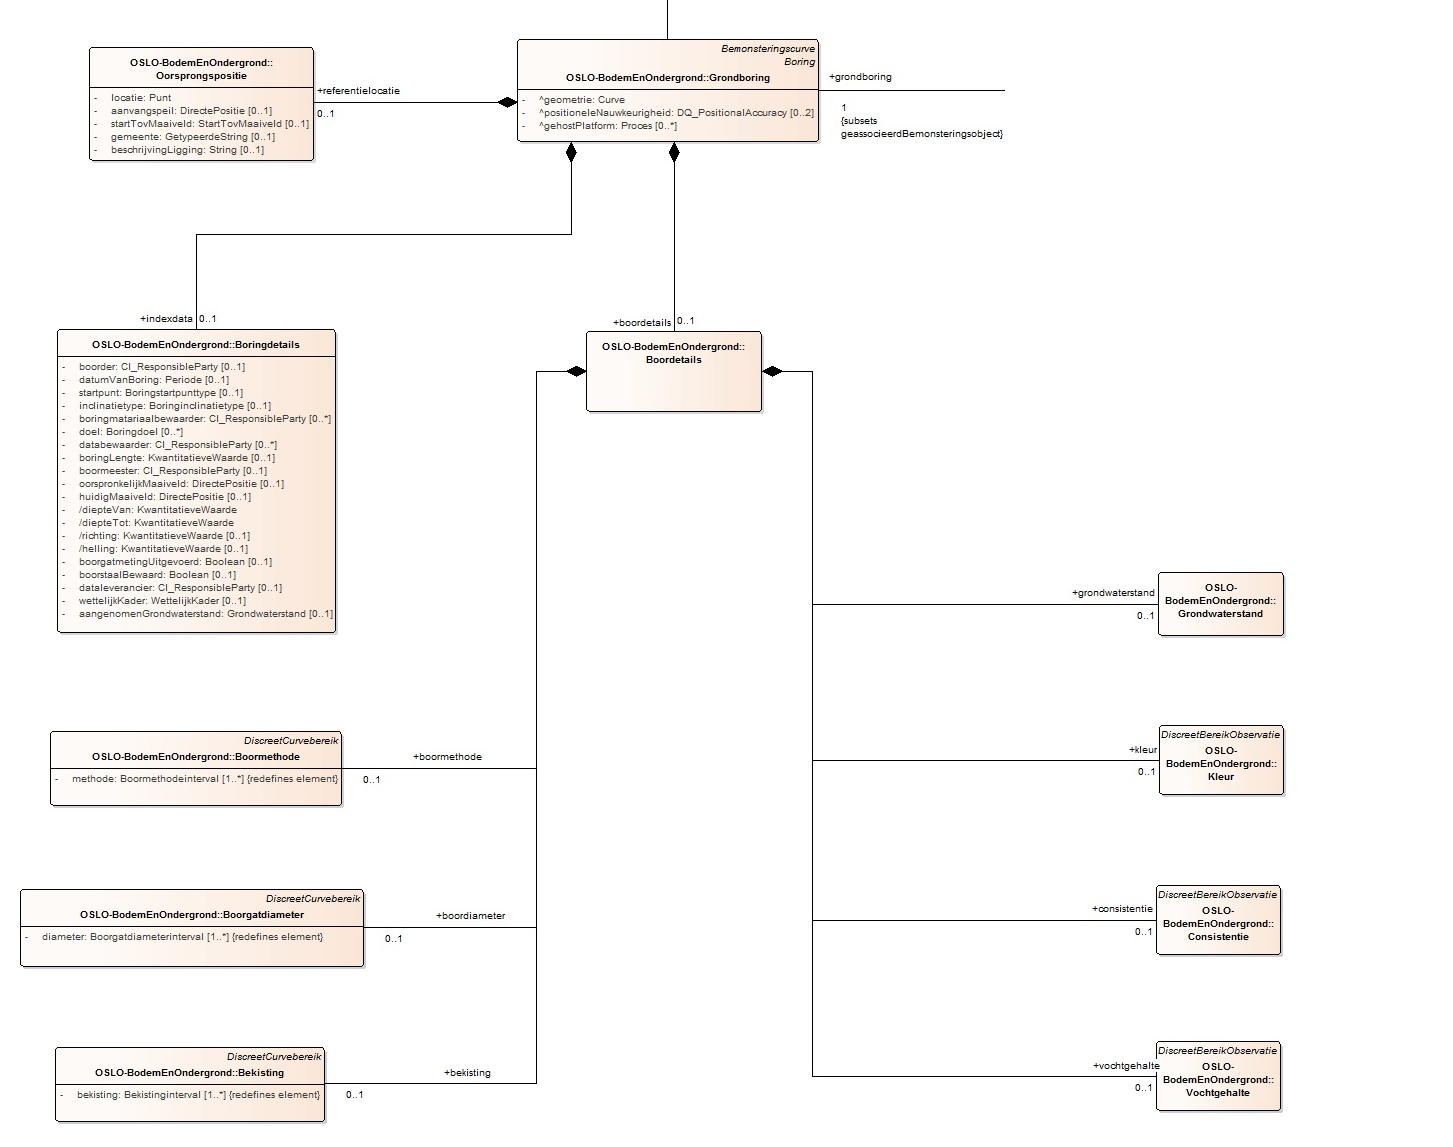 OSLO-BodemEnOndergrond::
Oorsprongspositie
- locatie: Punt
- aanvangspeil: DirectePositie [0..1]
- startTovMaaiveld: StartTovMaaiveld [0..1]
- gemeente: GetypeerdeString [0..1]
- beschrijvingLigging: String [0..1]
+referentielocatie
0..1
Bemonsteringscurve
Boring
OSLO-BodemEnOndergrond::Grondboring
- ^geometrie: Curve
- ^positioneleNauwkeurigheid: DQ_PositionalAccuracy [0..2]
- ^gehostPlatform: Proces [0..*]
+grondboring
1
{subsets
geassocieerdBemonsteringsobject}
+indexdata 0..1
+boordetails 0..1
OSLO-BodemEnOndergrond::Boringdetails
- boorder: CI_ResponsibleParty [0..1]
- datumVanBoring: Periode [0..1]
- startpunt: Boringstartpunttype [0..1]
- inclinatietype: Boringinclinatietype [0..1]
- boringmatariaalbewaarder: CI_ResponsibleParty [0..*]
- doel: Boringdoel [0..*]
- databewaarder: CI_ResponsibleParty [0..*]
- boringLengte: KwantitatieveWaarde [0..1]
- boormeester: CI_ResponsibleParty [0..1]
- oorspronkelijkMaaiveld: DirectePositie [0..1]
- huidigMaaiveld: DirectePositie [0..1]
- /diepteVan: KwantitatieveWaarde
- /diepteTot: KwantitatieveWaarde
- /richting: KwantitatieveWaarde [0..1]
- /helling: KwantitatieveWaarde [0..1]
- boorgatmetingUitgevoerd: Boolean [0..1]
- boorstaalBewaard: Boolean [0..1]
- dataleverancier: CI_ResponsibleParty [0..1]
- wettelijkKader: WettelijkKader [0..1]
- aangenomenGrondwaterstand: Grondwaterstand [0..1]
OSLO-BodemEnOndergrond::
Boordetails
+grondwaterstand
0..1
OSLO-
BodemEnOndergrond::
Grondwaterstand
DiscreetCurvebereik
OSLO-BodemEnOndergrond::Boormethode
- methode: Boormethodeinterval [1..*] {redefines element}
+boormethode
0..1
+kleur
0..1
DiscreetBereikObservatie
OSLO-
BodemEnOndergrond::
Kleur
DiscreetCurvebereik
OSLO-BodemEnOndergrond::Boorgatdiameter
- diameter: Boorgatdiameterinterval [1..*] {redefines element}
+boordiameter
0..1
+consistentie
0..1
DiscreetBereikObservatie
OSLO-
BodemEnOndergrond::
Consistentie
DiscreetCurvebereik
OSLO-BodemEnOndergrond::Bekisting
- bekisting: Bekistinginterval [1..*] {redefines element}
+bekisting
0..1
+vochtgehalte
0..1
DiscreetBereikObservatie
OSLO-
BodemEnOndergrond::
Vochtgehalte